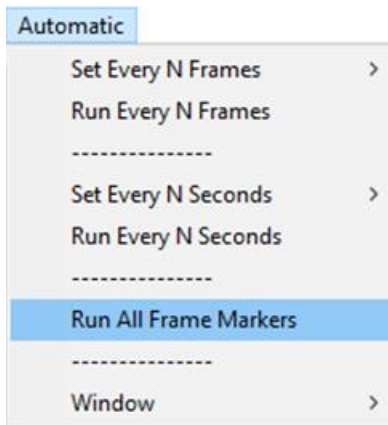 Automatic
Set Every N Frames >
Run Every N Frames
---------------
Set Every N Seconds >
Run Every N Seconds
---------------
Run All Frame Markers
---------------
Window >